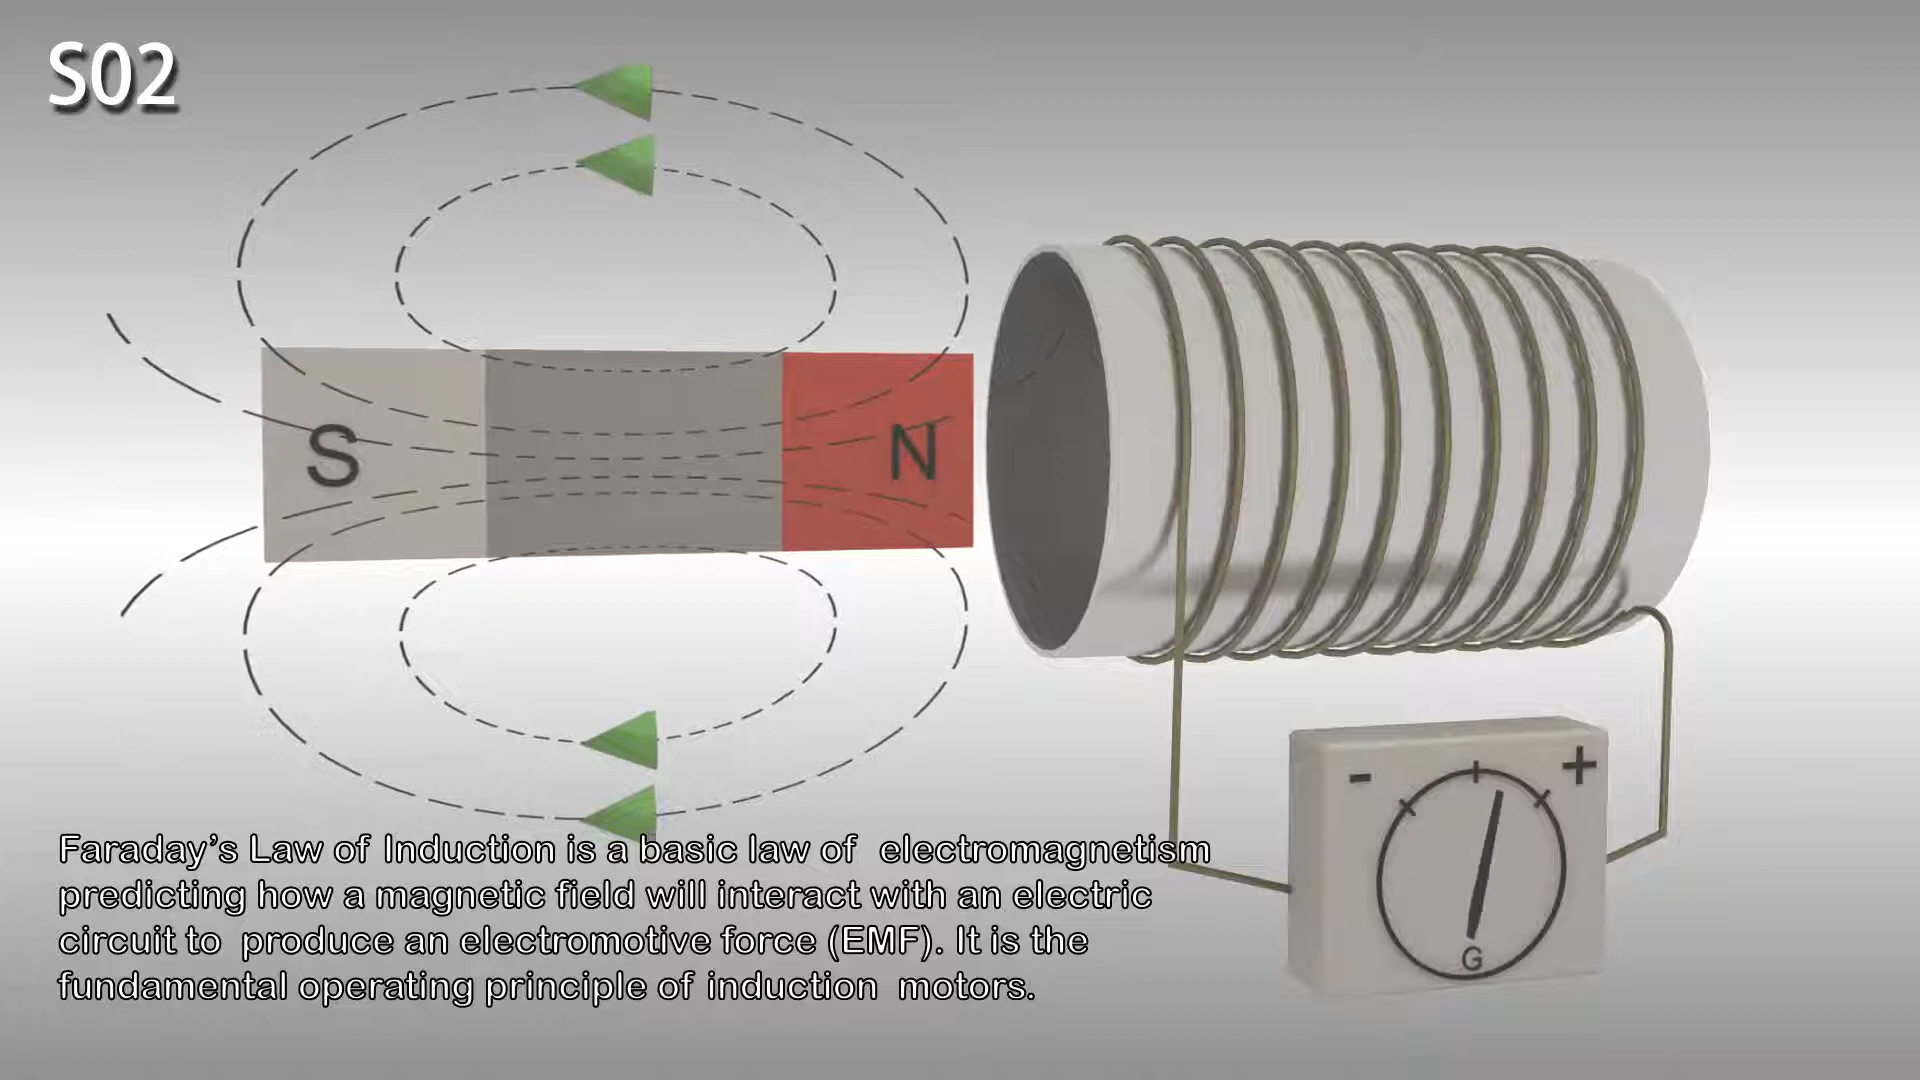 S02
S
N
- +
G
Faraday’s Law of Induction is a basic law of electromagnetism
predicting how a magnetic field will interact with an electric
circuit to produce an electromotive force (EMF). It is the
fundamental operating principle of induction motors.